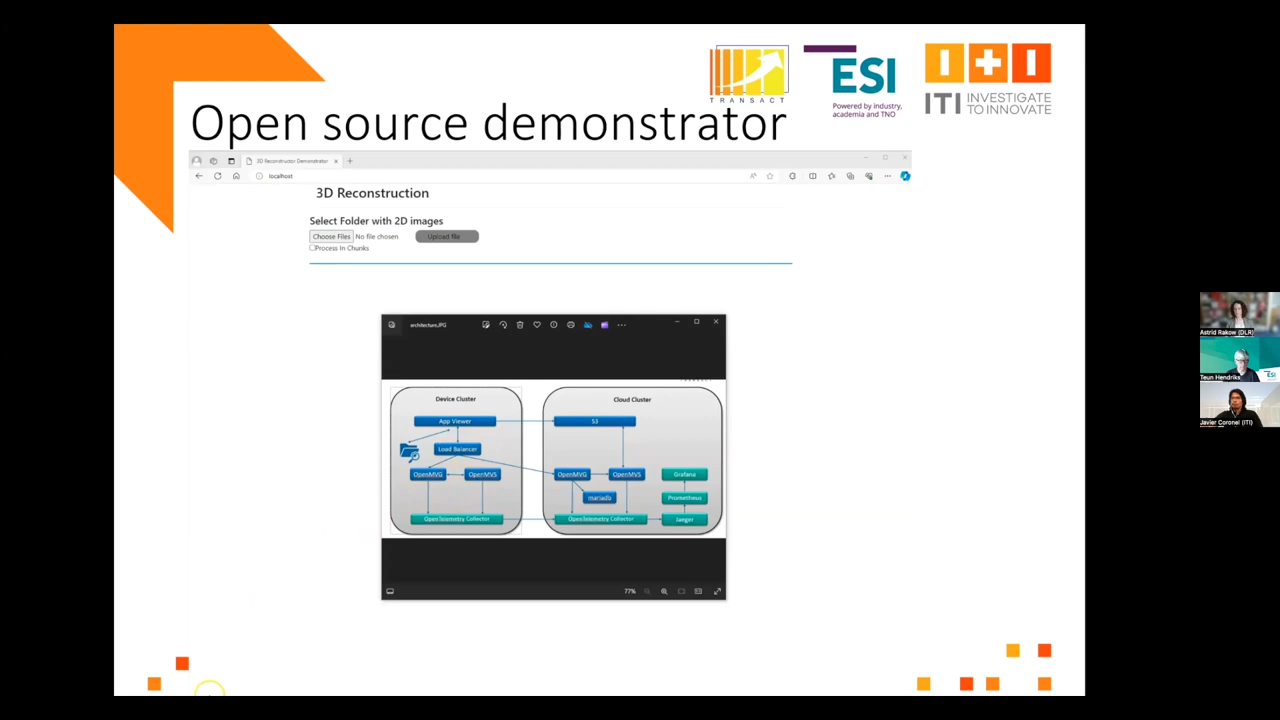 TRANSACT
ESI
Powered by industry,
academia and TNO
I+I
ITI INVESTIGATE
TO INNOVATE
Open source demonstrator
3D Reconstructor Demonstrator
localhost
3D Reconstruction
Select Folder with 2D images
Choose Files No file chosen Upload file
Process In Chunks
architecture.JPG
Device Cluster
Cloud Cluster
App Viewer
S3
Load Balancer
OpenMVG
OpenMVS
OpenMVG
OpenMVS
Grafana
mariadb
Prometheus
OpenTelemetry Collector
OpenTelemetry Collector
Jaeger
77%
Astrid Rakow (DLR)
Teun Hendriks
ESI
Javier Coronel (ITI)